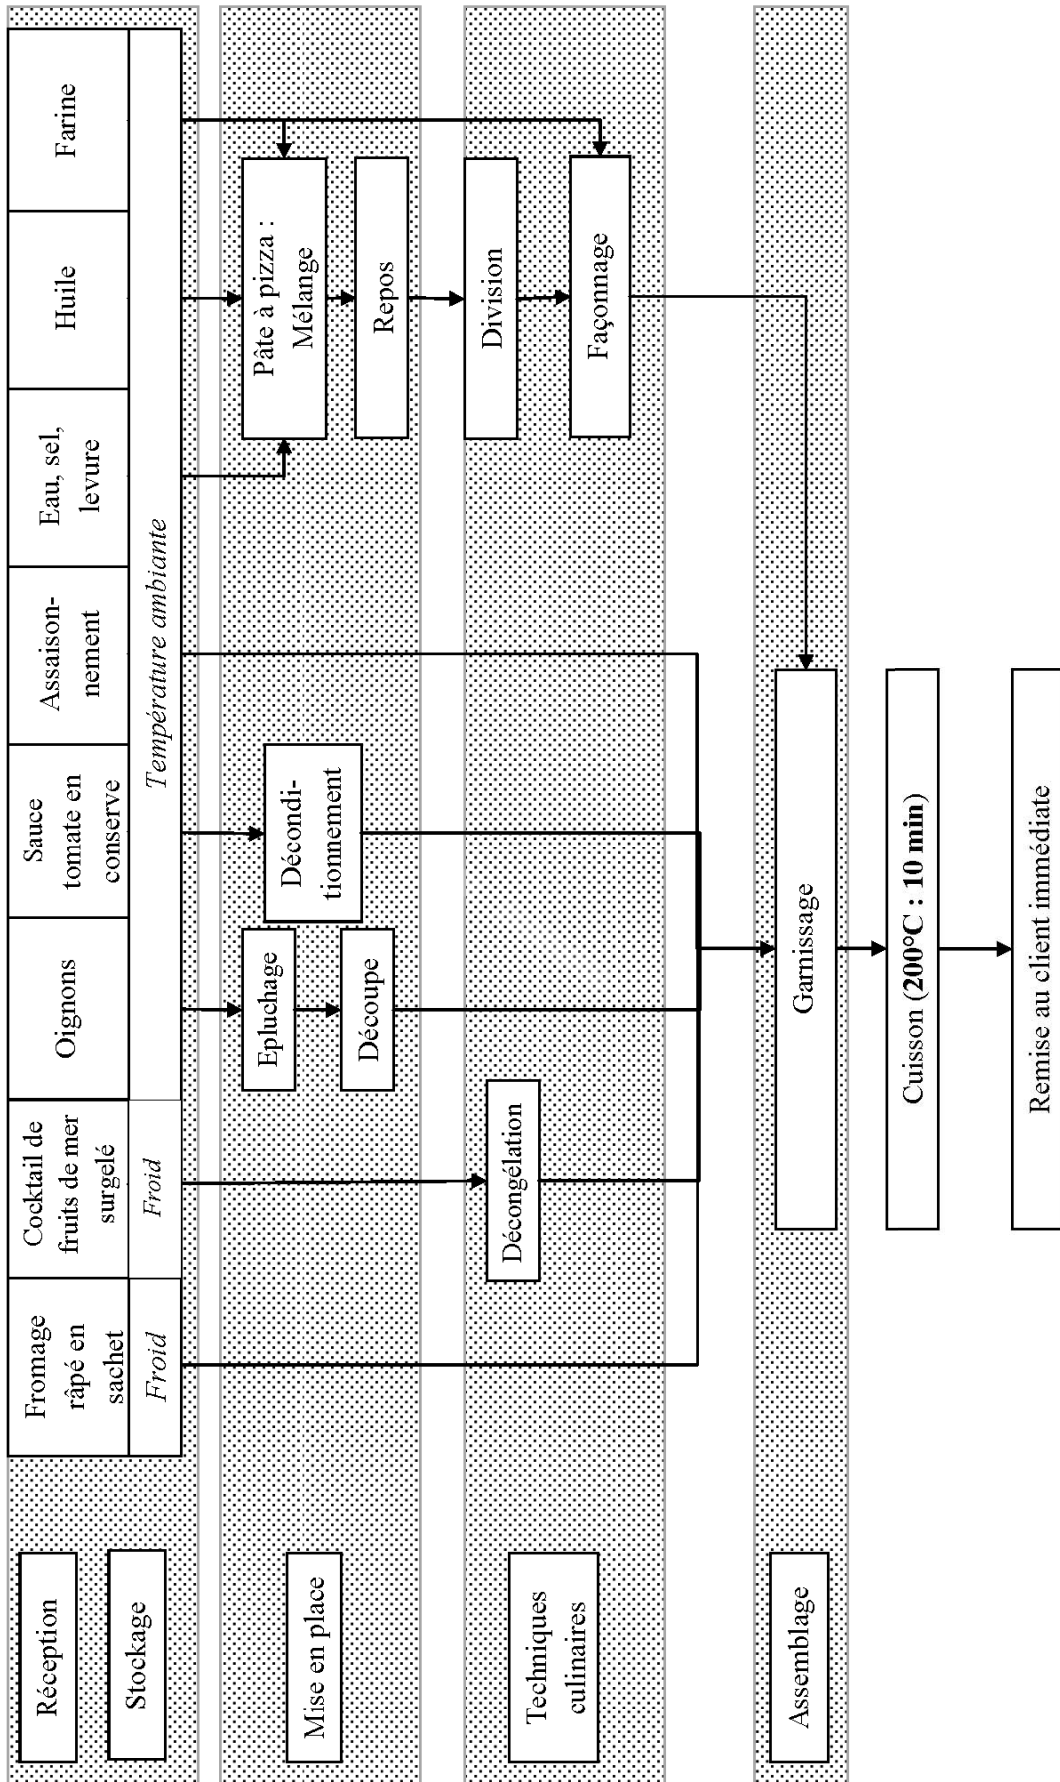 Réception
Fromage
râpé en
sachet
Cocktail de
fruits de mer
surgelé
Oignons
Sauce
tomate en
conserve
Assaison-
nement
Eau, sel,
levure
Huile
Farine
Stockage
Froid
Froid
Température ambiante
Mise en place
Epluchage
Découpe
Décondi-
tionnement
Pâte à pizza :
Mélange
Repos
Techniques
culinaires
Décongélation
Division
Façonnage
Assemblage
Garnissage
Cuisson (200°C : 10 min)
Remise au client immédiate